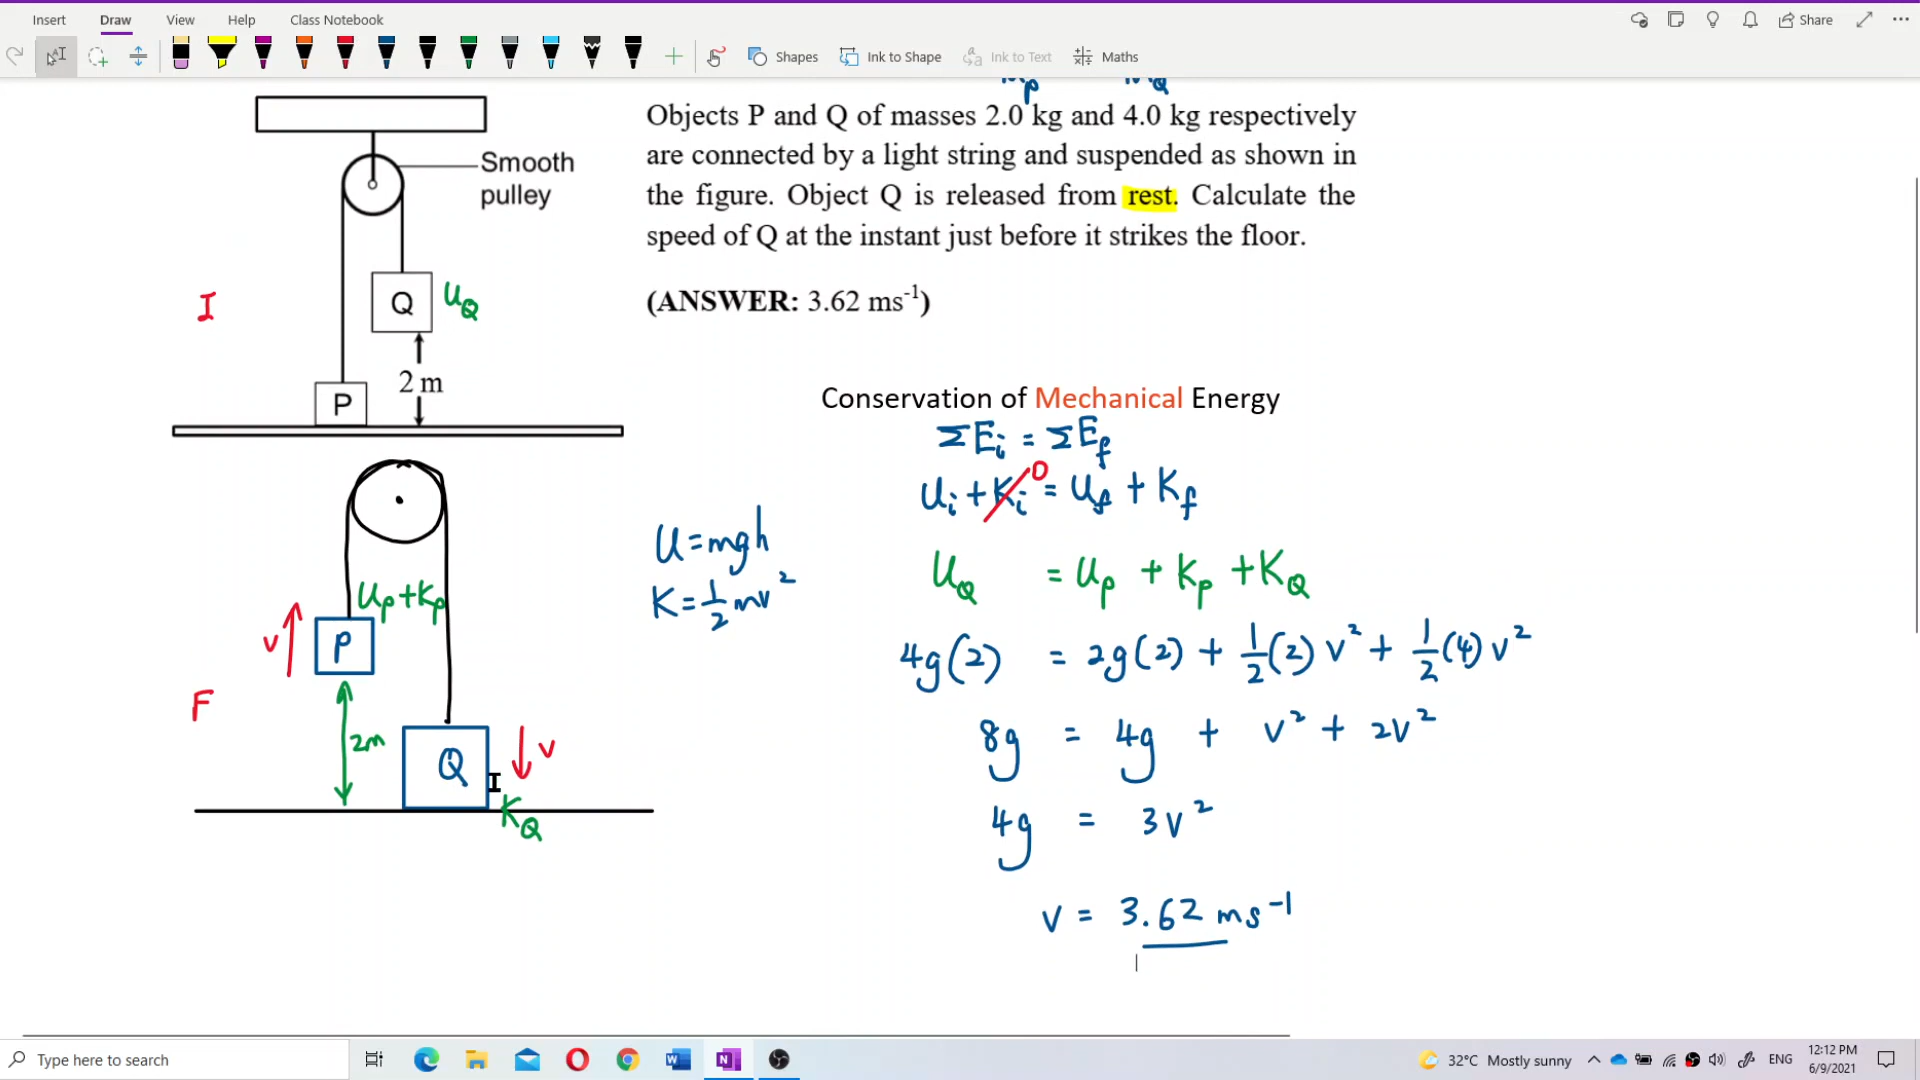 Insert Draw View Help Class Notebook Share
Shapes Ink to Shape Ink to Text Maths
mp mQ
Objects P and Q of masses 2.0 kg and 4.0 kg respectively
are connected by a light string and suspended as shown in
the figure. Object Q is released from rest. Calculate the
speed of Q at the instant just before it strikes the floor.
(ANSWER: 3.62 ms⁻¹)
Smooth
pulley
I
Q
UQ
2 m
P
Conservation of Mechanical Energy
ΣEi = ΣEf
Ui + Ki 0 = Uf + Kf
U = mgh
K = 1/2 mv²
UQ = Up + Kp + KQ
4g(2) = 2g(2) + 1/2(2)v² + 1/2(4)v²
8g = 4g + v² + 2v²
4g = 3v²
v = 3.62 ms⁻¹
Up + Kp
v
P
F
2m
Q
v
KQ
Type here to search
32°C Mostly sunny ENG
12:12 PM
6/9/2021